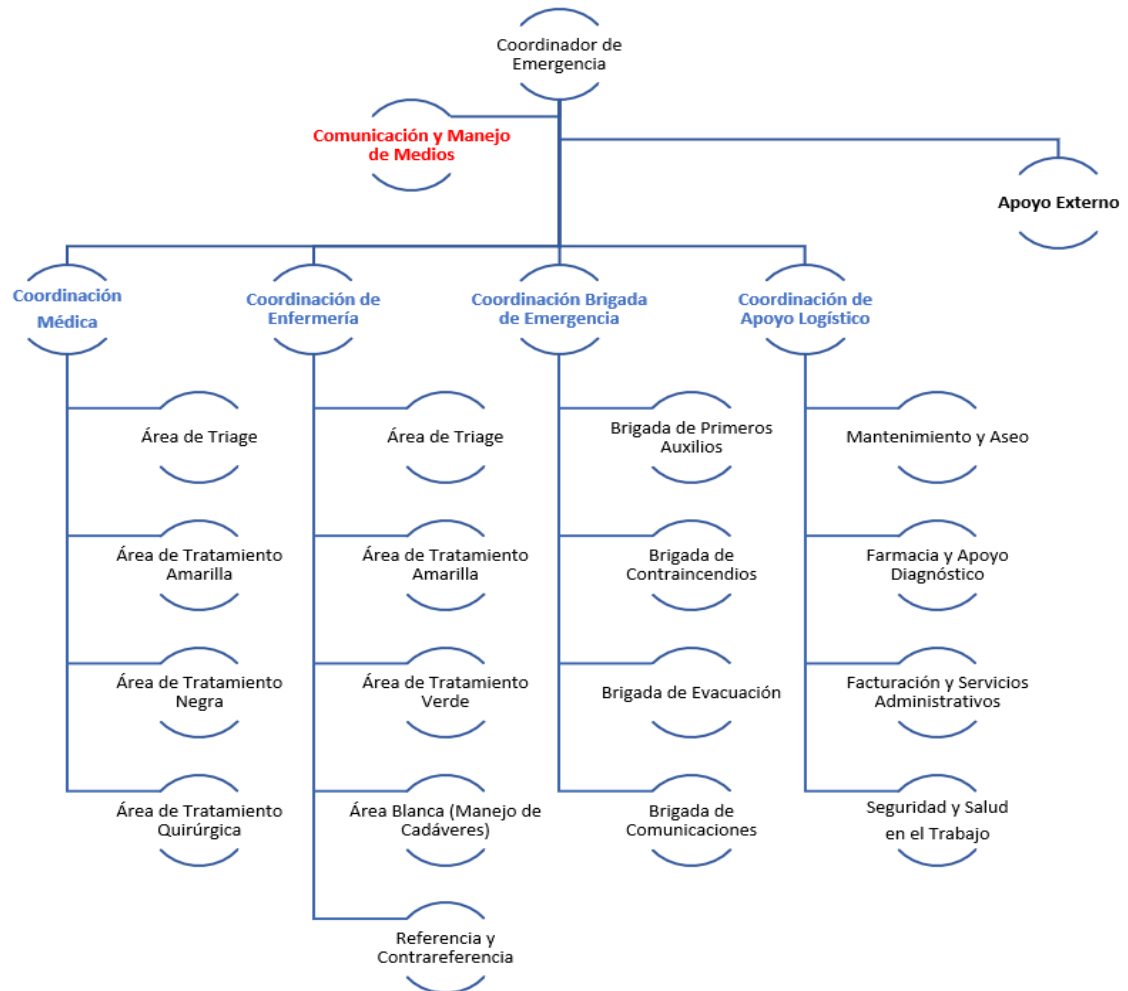 Coordinador de
Emergencia
Comunicación y Manejo
de Medios
Apoyo Externo
Coordinación
Médica
Coordinación de
Enfermería
Coordinación Brigada
de Emergencia
Coordinación de
Apoyo Logístico
Área de Triage
Área de Triage
Brigada de Primeros
Auxilios
Mantenimiento y Aseo
Área de Tratamiento
Amarilla
Área de Tratamiento
Amarilla
Brigada de
Contraincendios
Farmacia y Apoyo
Diagnóstico
Área de Tratamiento
Negra
Área de Tratamiento
Verde
Brigada de Evacuación
Facturación y Servicios
Administrativos
Área de Tratamiento
Quirúrgica
Área Blanca (Manejo de
Cadáveres)
Brigada de
Comunicaciones
Seguridad y Salud
en el Trabajo
Referencia y
Contrareferencia